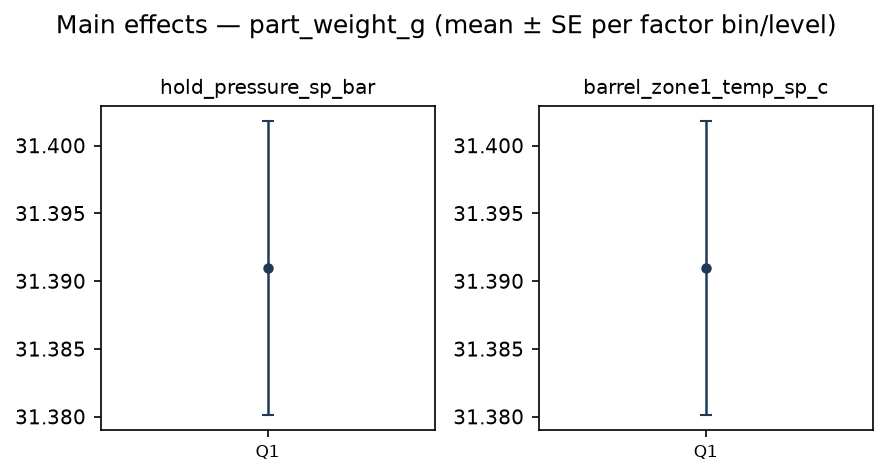 Main effects — part_weight_g (mean ± SE per factor bin/level)
hold_pressure_sp_bar
31.400
31.395
31.390
31.385
31.380
Q1
barrel_zone1_temp_sp_c
31.400
31.395
31.390
31.385
31.380
Q1